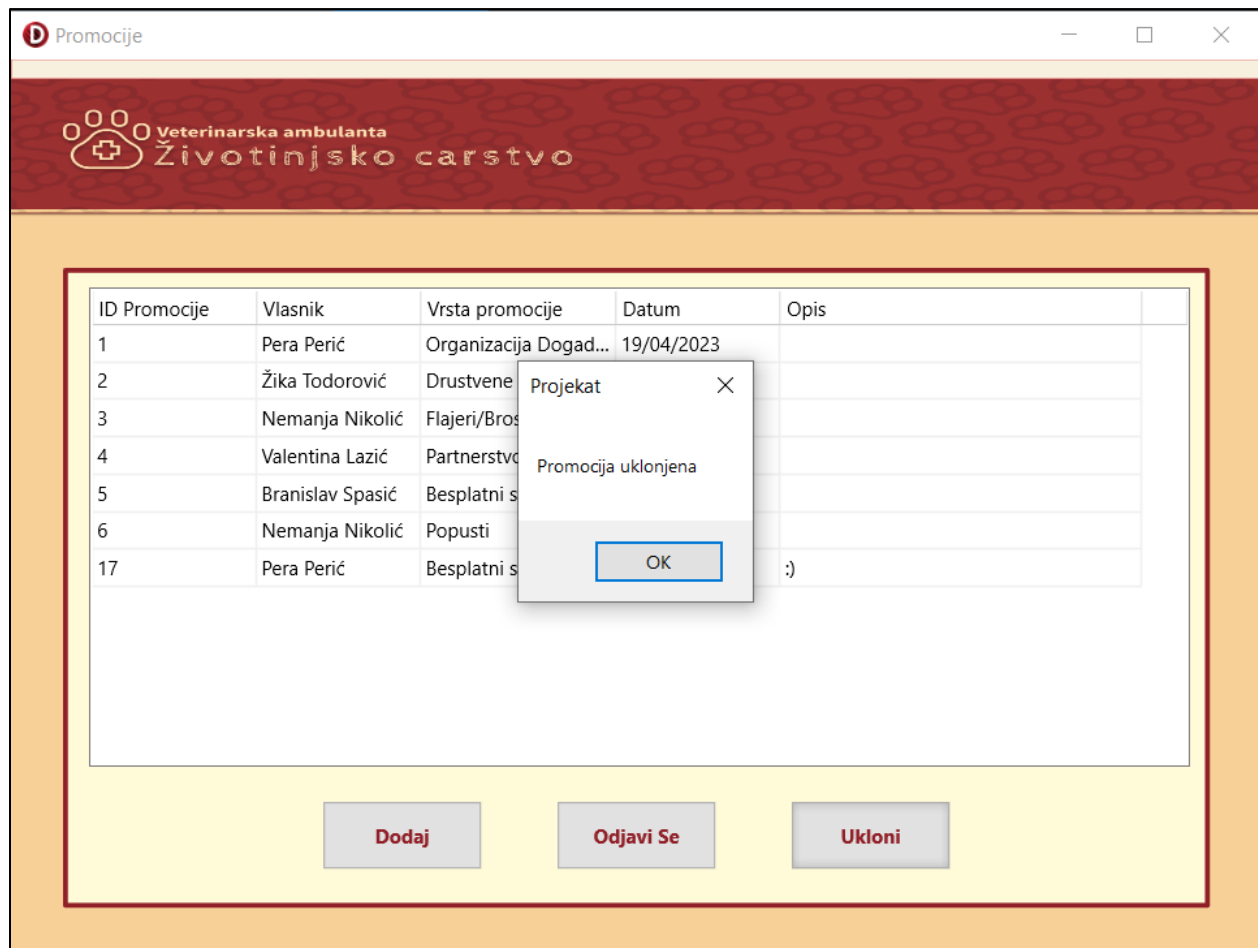 Promocije
Veterinarska ambulanta
Životinjsko carstvo
ID Promocije Vlasnik Vrsta promocije Datum Opis
1 Pera Perić Organizacija Dogad... 19/04/2023
2 Žika Todorović Drustvene
3 Nemanja Nikolić Flajeri/Bros
4 Valentina Lazić Partnerstvo
5 Branislav Spasić Besplatni s
6 Nemanja Nikolić Popusti
17 Pera Perić Besplatni s :)
Projekat
Promocija uklonjena
OK
Dodaj Odjavi Se Ukloni